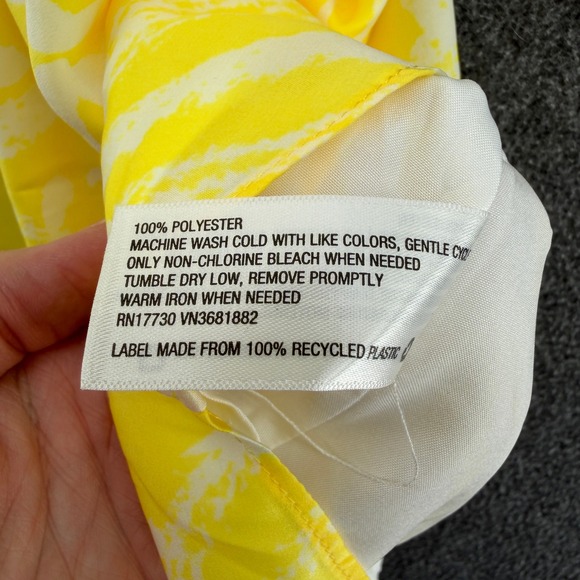 100% POLYESTER
MACHINE WASH COLD WITH LIKE COLORS, GENTLE
ONLY NON-CHLORINE BLEACH WHEN NEEDED
TUMBLE DRY LOW, REMOVE PROMPTLY
WARM IRON WHEN NEEDED
RN17730 VN3681882
LABEL MADE FROM 100% RECYCLED PLASTIC